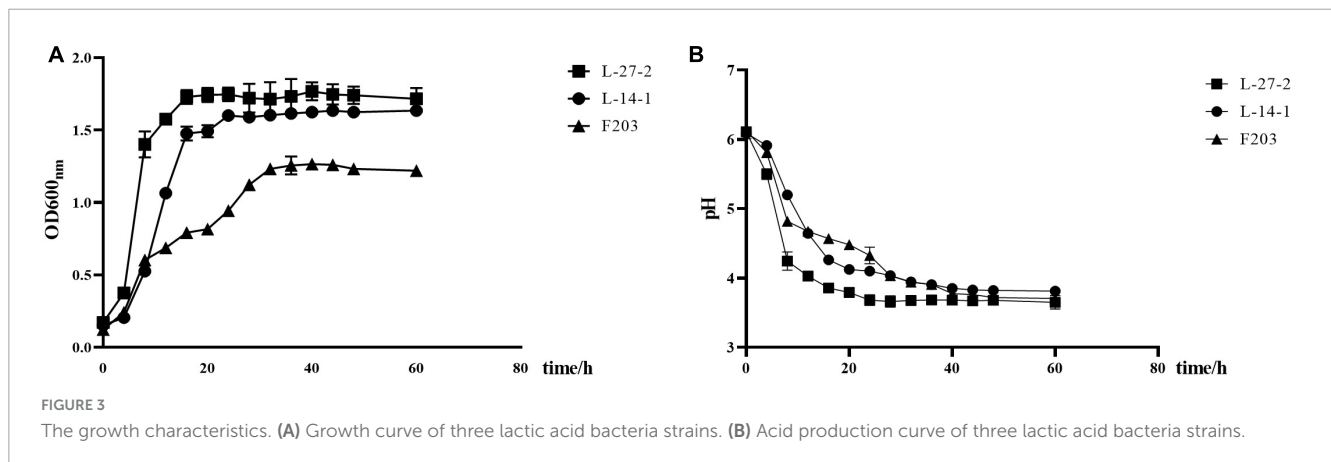 A
2.0
1.5
1.0
0.5
0.0
OD600nm
0
20
40
60
80
time/h
L-27-2
L-14-1
F203
B
7
6
5
4
3
pH
0
20
40
60
80
time/h
L-27-2
L-14-1
F203
FIGURE 3
The growth characteristics. (A) Growth curve of three lactic acid bacteria strains. (B) Acid production curve of three lactic acid bacteria strains.